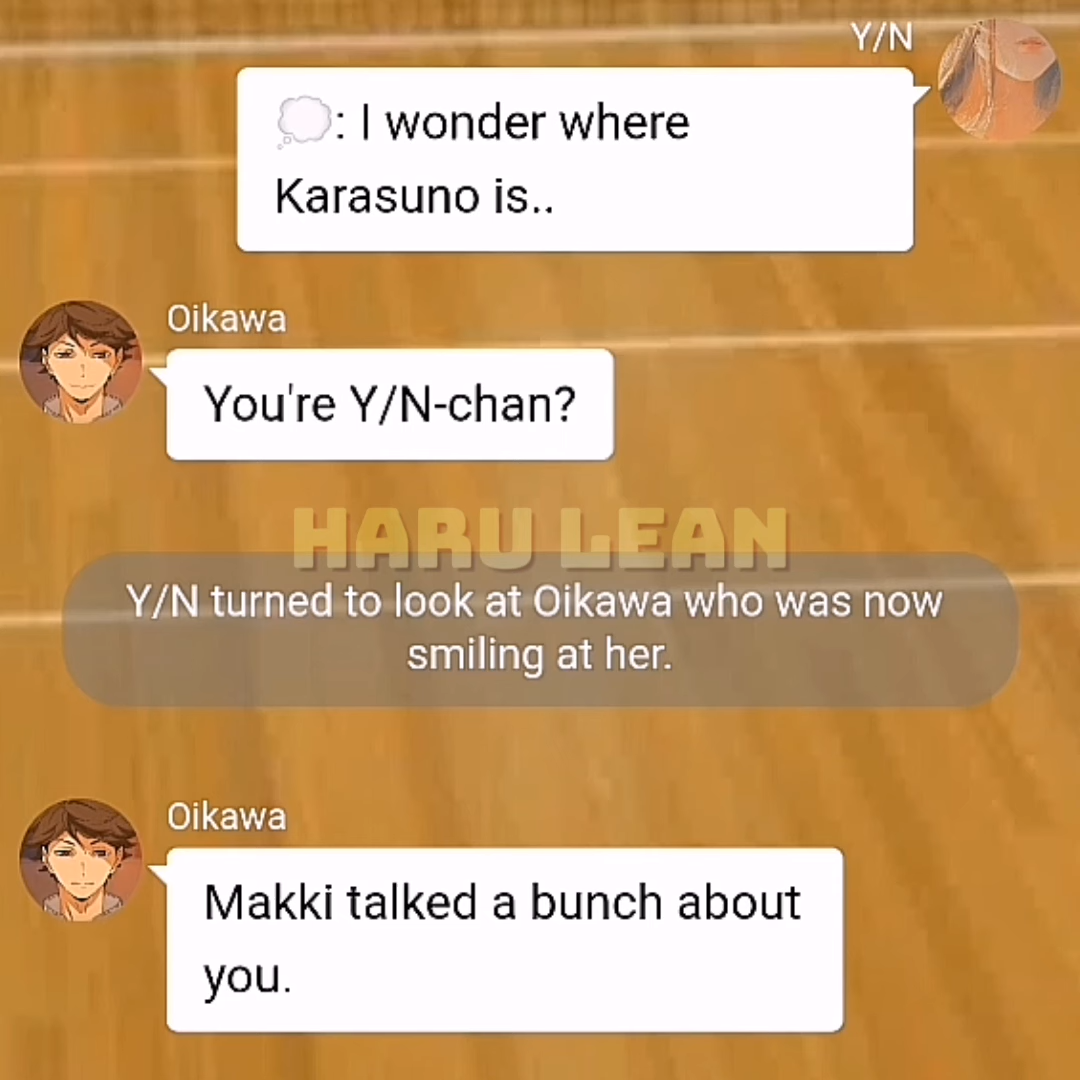 Y/N
💭: I wonder where
Karasuno is..
Oikawa
You're Y/N-chan?
HARU LEAN
Y/N turned to look at Oikawa who was now
smiling at her.
Oikawa
Makki talked a bunch about
you.